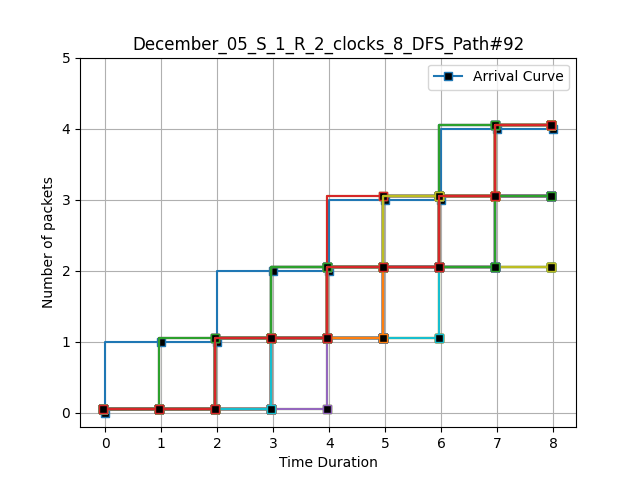 December_05_S_1_R_2_clocks_8_DFS_Path#92
Arrival Curve
Number of packets
5
4
3
2
1
0
0 1 2 3 4 5 6 7 8
Time Duration